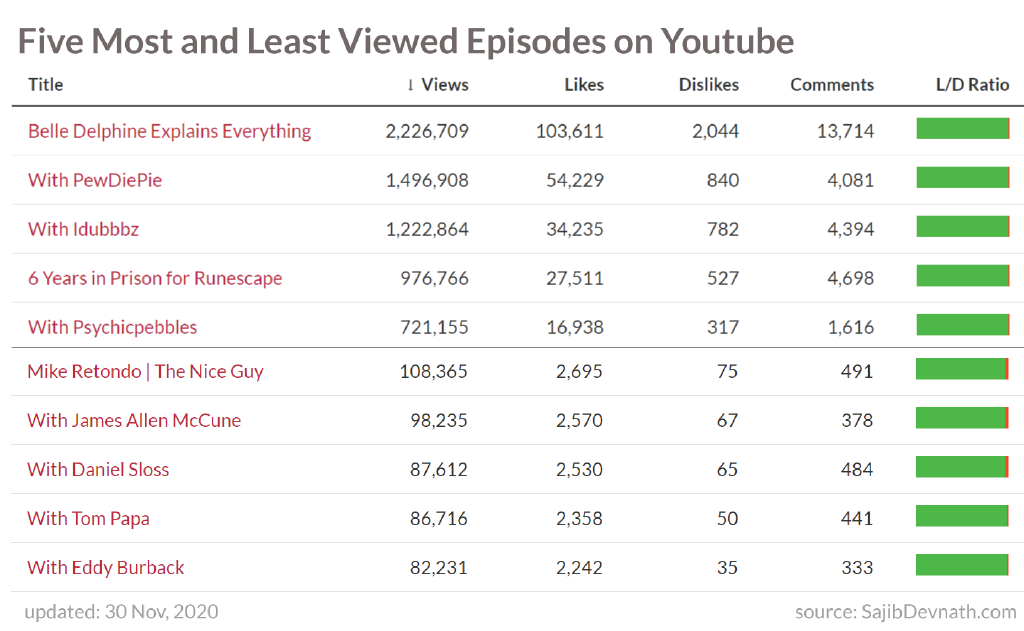 Five Most and Least Viewed Episodes on Youtube
Title ↓ Views Likes Dislikes Comments L/D Ratio
Belle Delphine Explains Everything 2,226,709 103,611 2,044 13,714
With PewDiePie 1,496,908 54,229 840 4,081
With Idubbbz 1,222,864 34,235 782 4,394
6 Years in Prison for Runescape 976,766 27,511 527 4,698
With Psychicpebbles 721,155 16,938 317 1,616
Mike Retondo | The Nice Guy 108,365 2,695 75 491
With James Allen McCune 98,235 2,570 67 378
With Daniel Sloss 87,612 2,530 65 484
With Tom Papa 86,716 2,358 50 441
With Eddy Burback 82,231 2,242 35 333
updated: 30 Nov, 2020 source: SajibDevnath.com